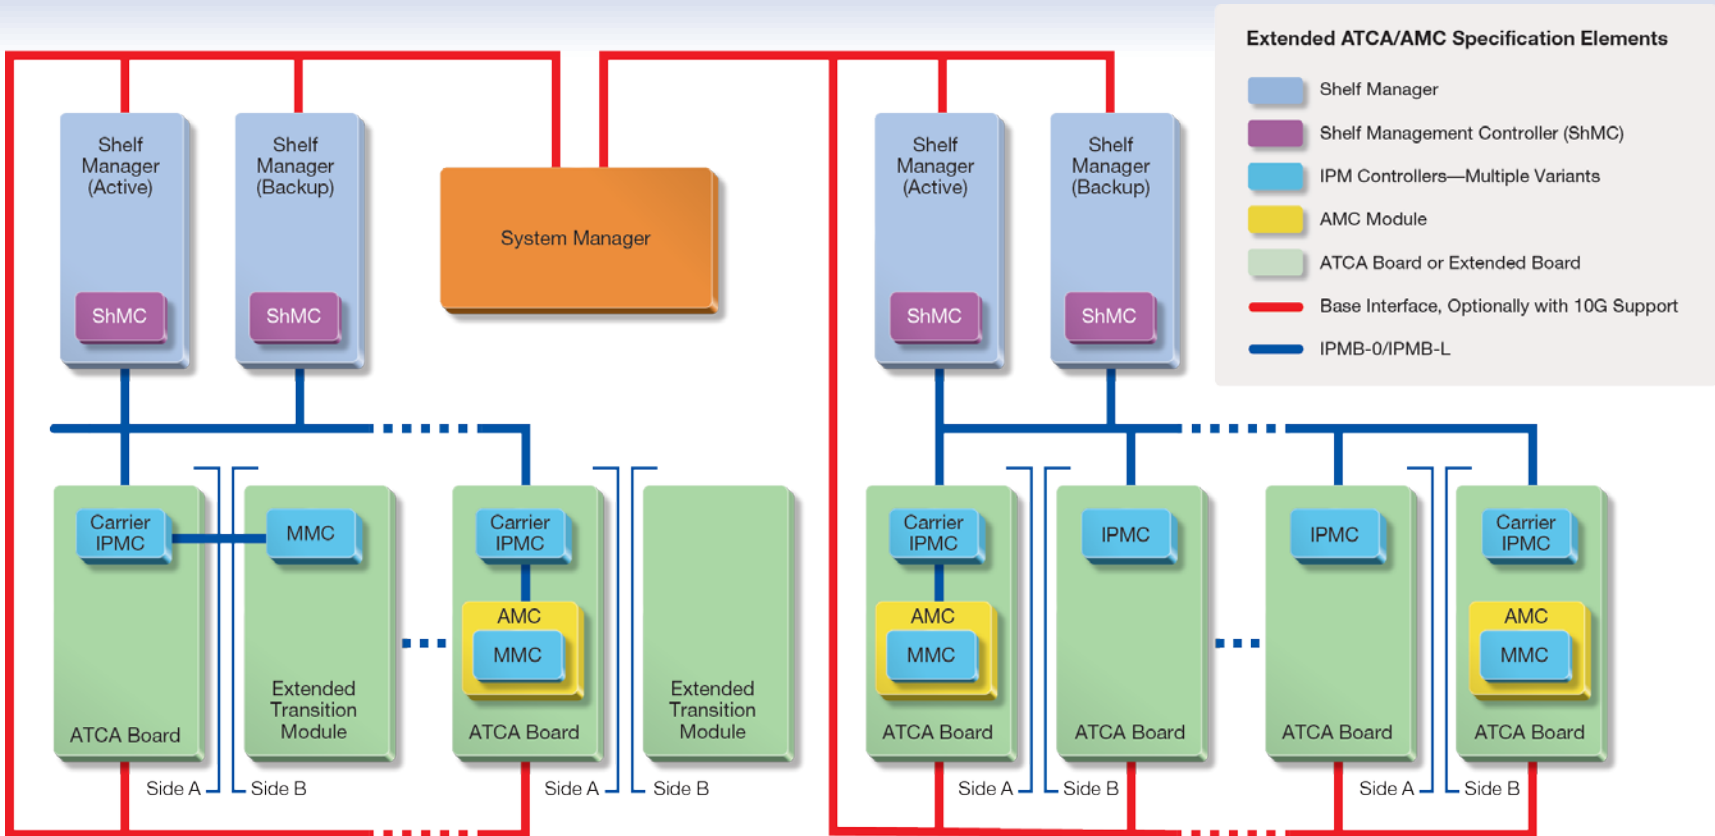 Extended ATCA/AMC Specification Elements
Shelf Manager
Shelf Management Controller (ShMC)
IPM Controllers—Multiple Variants
AMC Module
ATCA Board or Extended Board
Base Interface, Optionally with 10G Support
IPMB-0/IPMB-L
Shelf
Manager
(Active)
ShMC
Shelf
Manager
(Backup)
ShMC
System Manager
Shelf
Manager
(Active)
ShMC
Shelf
Manager
(Backup)
ShMC
Carrier
IPMC
ATCA Board
Side A
Side B
MMC
Extended
Transition
Module
Carrier
IPMC
AMC
MMC
ATCA Board
Side A
Side B
Extended
Transition
Module
Carrier
IPMC
AMC
MMC
ATCA Board
Side A
Side B
IPMC
ATCA Board
IPMC
ATCA Board
Side A
Side B
Carrier
IPMC
AMC
MMC
ATCA Board